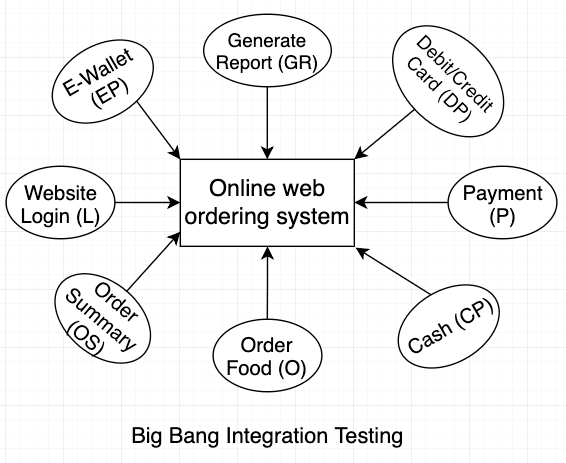 Generate
Report (GR)
E-Wallet
(EP)
Debit/Credit
Card (DP)
Website
Login (L)
Online web
ordering system
Payment
(P)
Order
Summary
(OS)
Order
Food (O)
Cash (CP)
Big Bang Integration Testing